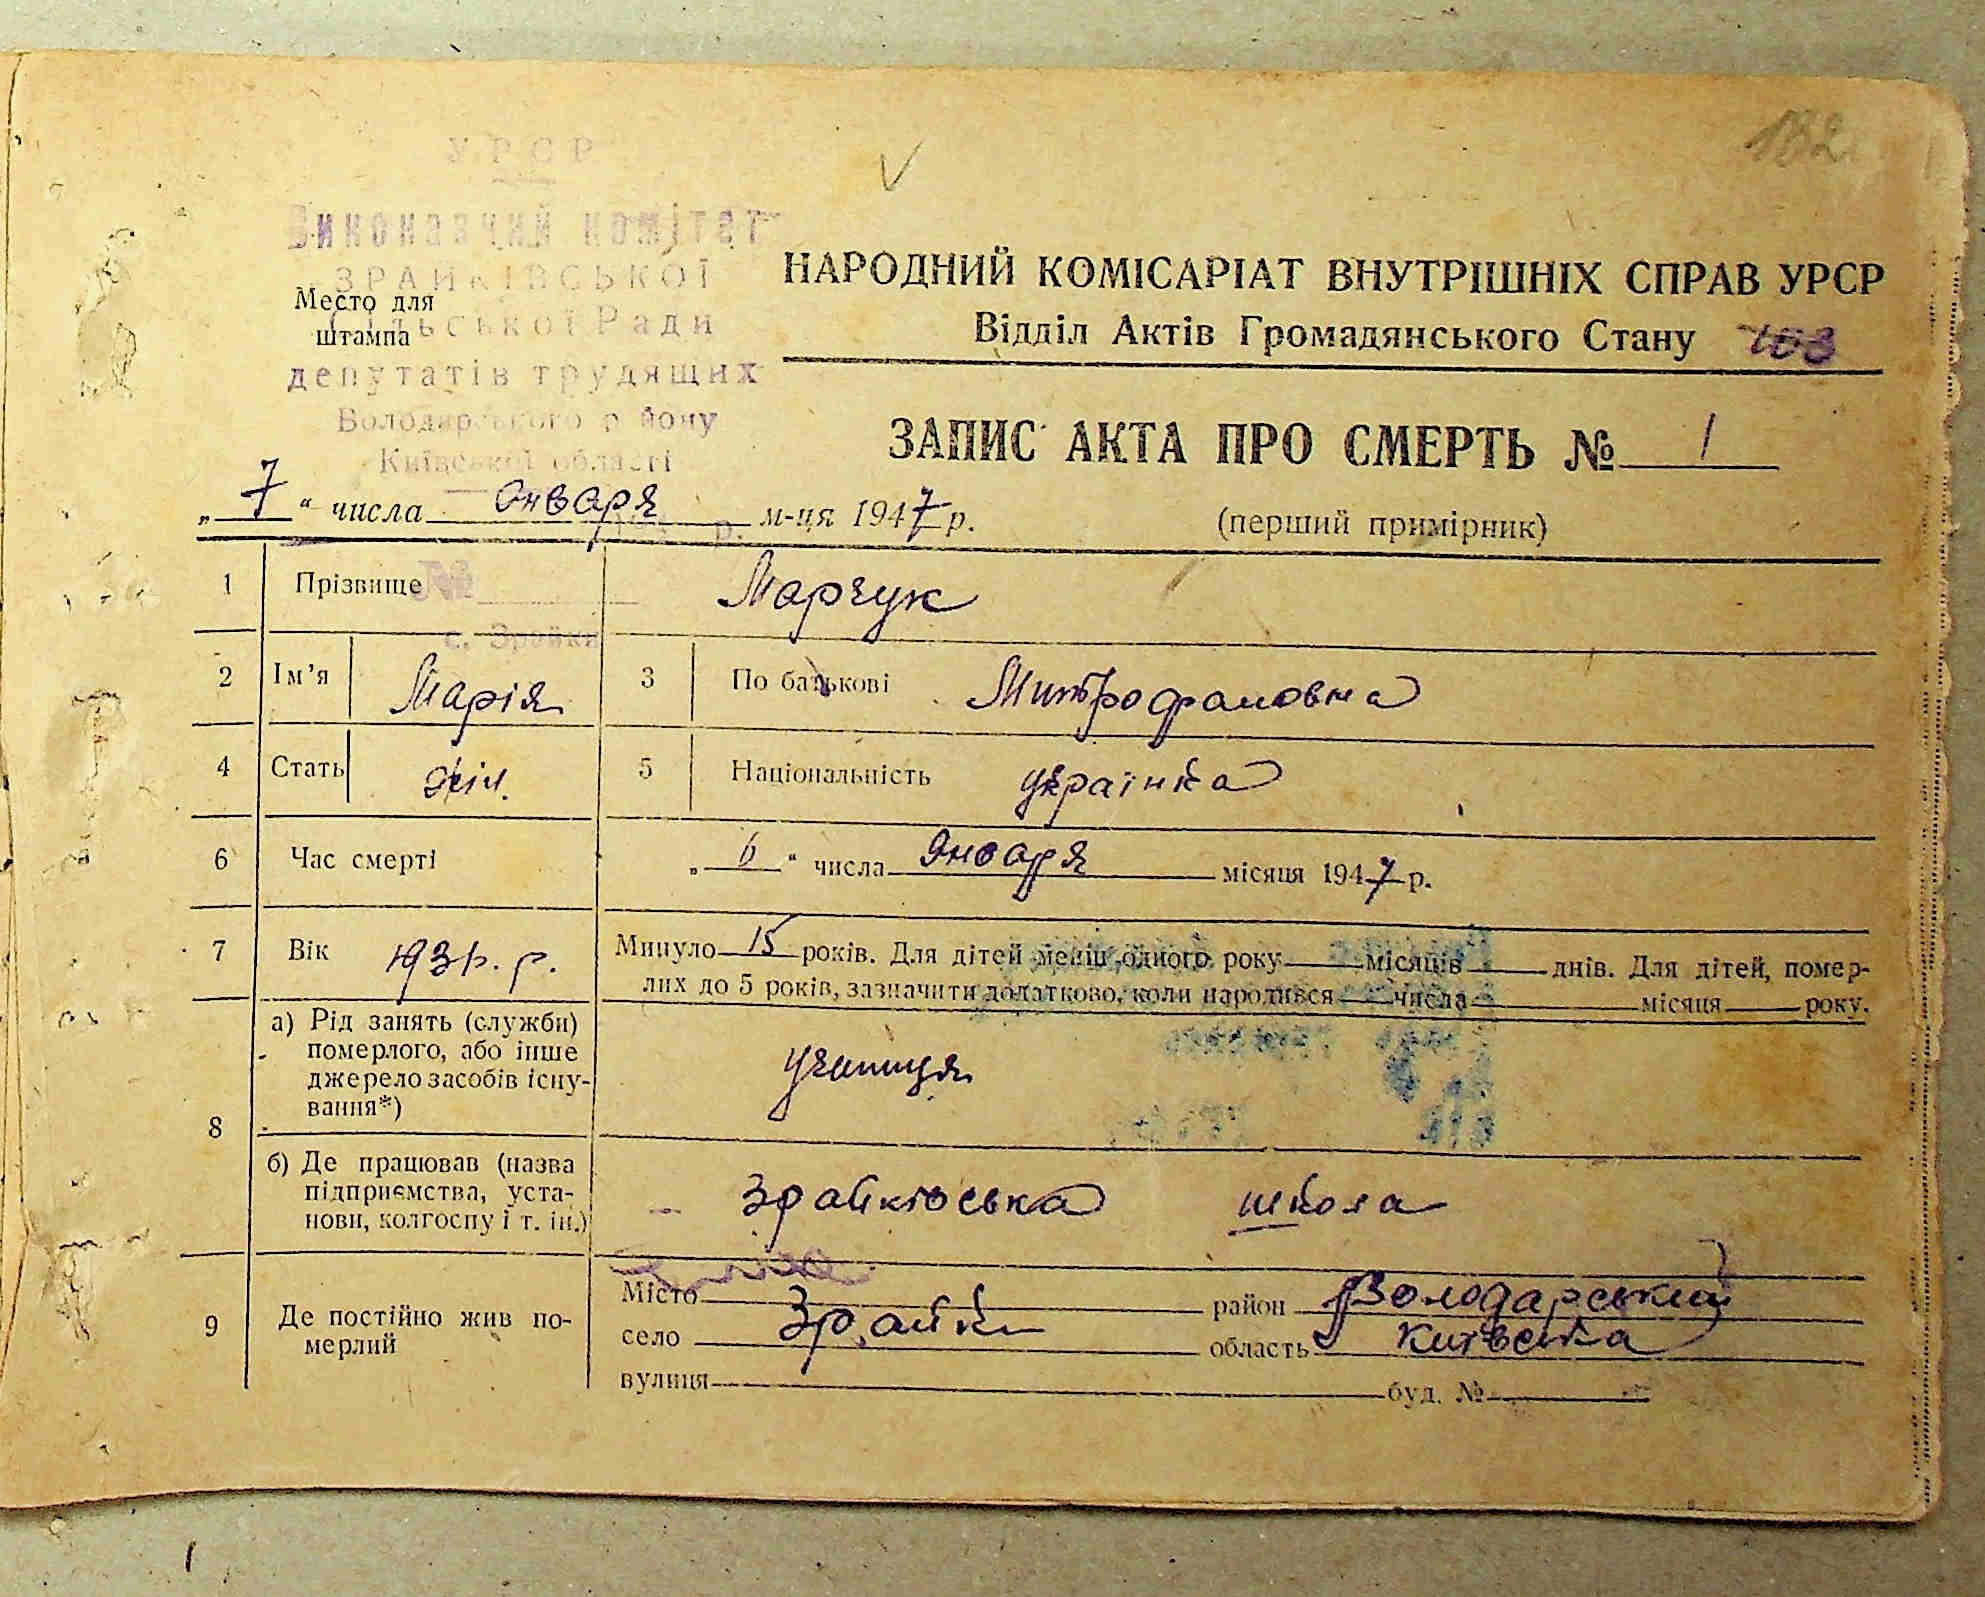 182
УРСР
Виконавчий комітет
ЗРАЙКІВСЬКОЇ
Место для
штампа
Сільської Ради
депутатів трудящих
Володарського району
Київської області
НАРОДНИЙ КОМІСАРІАТ ВНУТРІШНІХ СПРАВ УРСР
Відділ Актів Громадянського Стану 103
ЗАПИС АКТА ПРО СМЕРТЬ № 1
„ 7 “ числа января м-ця 1947 р. (перший примірник)
1 Прізвище Марчук
№
с. Зрайки
2 Ім'я Марія 3 По батькові Митрофановна
4 Стать жін. 5 Національність українка
6 Час смерті „ 6 “ числа января місяця 1947 р.
7 Вік 1931 р. р. Минуло 15 років. Для дітей менш одного року місяців днів. Для дітей, помер-
лих до 5 років, зазначити додатково, коли народився числа місяця року.
8 а) Рід занять (служби)
померлого, або інше
джерело засобів існу-
вання*) учениця
б) Де працював (назва
підприємства, уста-
нови, колгоспу і т. ін.) Зрайківська школа
9 Де постійно жив по-
мерлий
Місто район Володарський
село Зрайки область Київська
вулиця буд. №